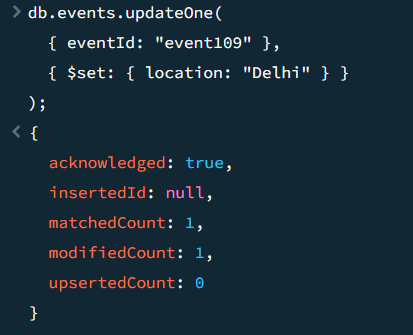 > db.events.updateOne(
{ eventId: "event109" },
{ $set: { location: "Delhi" } }
);
< {
acknowledged: true,
insertedId: null,
matchedCount: 1,
modifiedCount: 1,
upsertedCount: 0
}